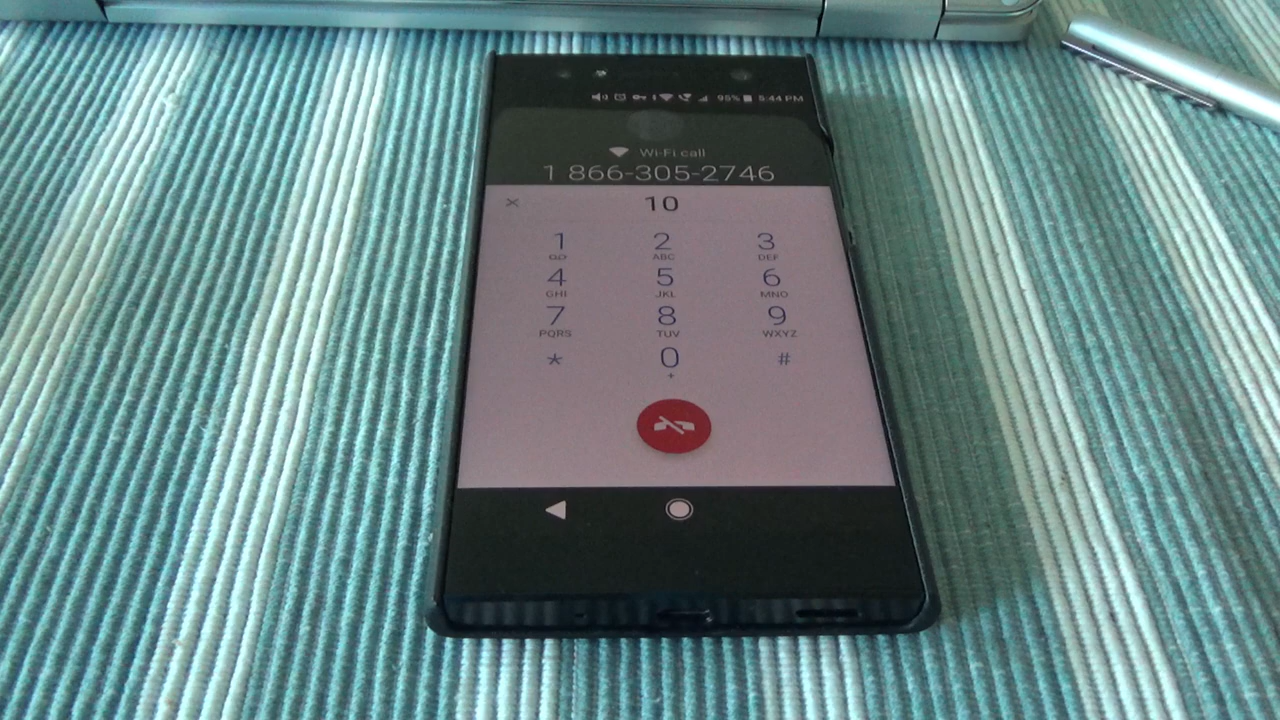 95% 5:44 PM
Wi-Fi call
1 866-305-2746
10
1 2 3
ABC DEF
4 5 6
GHI JKL MNO
7 8 9
PQRS TUV WXYZ
* 0 #
+